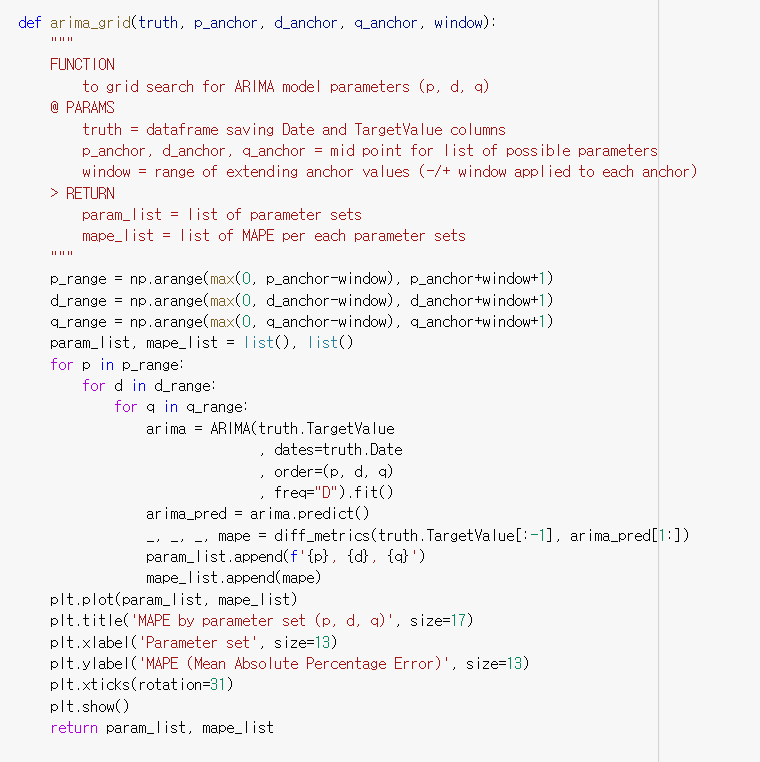 def arima_grid(truth, p_anchor, d_anchor, q_anchor, window):
    """
    FUNCTION
        to grid search for ARIMA model parameters (p, d, q)
    @ PARAMS
        truth = dataframe saving Date and TargetValue columns
        p_anchor, d_anchor, q_anchor = mid point for list of possible parameters
        window = range of extending anchor values (-/+ window applied to each anchor)
    > RETURN
        param_list = list of parameter sets
        mape_list = list of MAPE per each parameter sets
    """
    p_range = np.arange(max(0, p_anchor-window), p_anchor+window+1)
    d_range = np.arange(max(0, d_anchor-window), d_anchor+window+1)
    q_range = np.arange(max(0, q_anchor-window), q_anchor+window+1)
    param_list, mape_list = list(), list()
    for p in p_range:
        for d in d_range:
            for q in q_range:
                arima = ARIMA(truth.TargetValue
                              , dates=truth.Date
                              , order=(p, d, q)
                              , freq="D").fit()
                arima_pred = arima.predict()
                _, _, _, mape = diff_metrics(truth.TargetValue[:-1], arima_pred[1:])
                param_list.append(f'{p}, {d}, {q}')
                mape_list.append(mape)
    plt.plot(param_list, mape_list)
    plt.title('MAPE by parameter set (p, d, q)', size=17)
    plt.xlabel('Parameter set', size=13)
    plt.ylabel('MAPE (Mean Absolute Percentage Error)', size=13)
    plt.xticks(rotation=31)
    plt.show()
    return param_list, mape_list